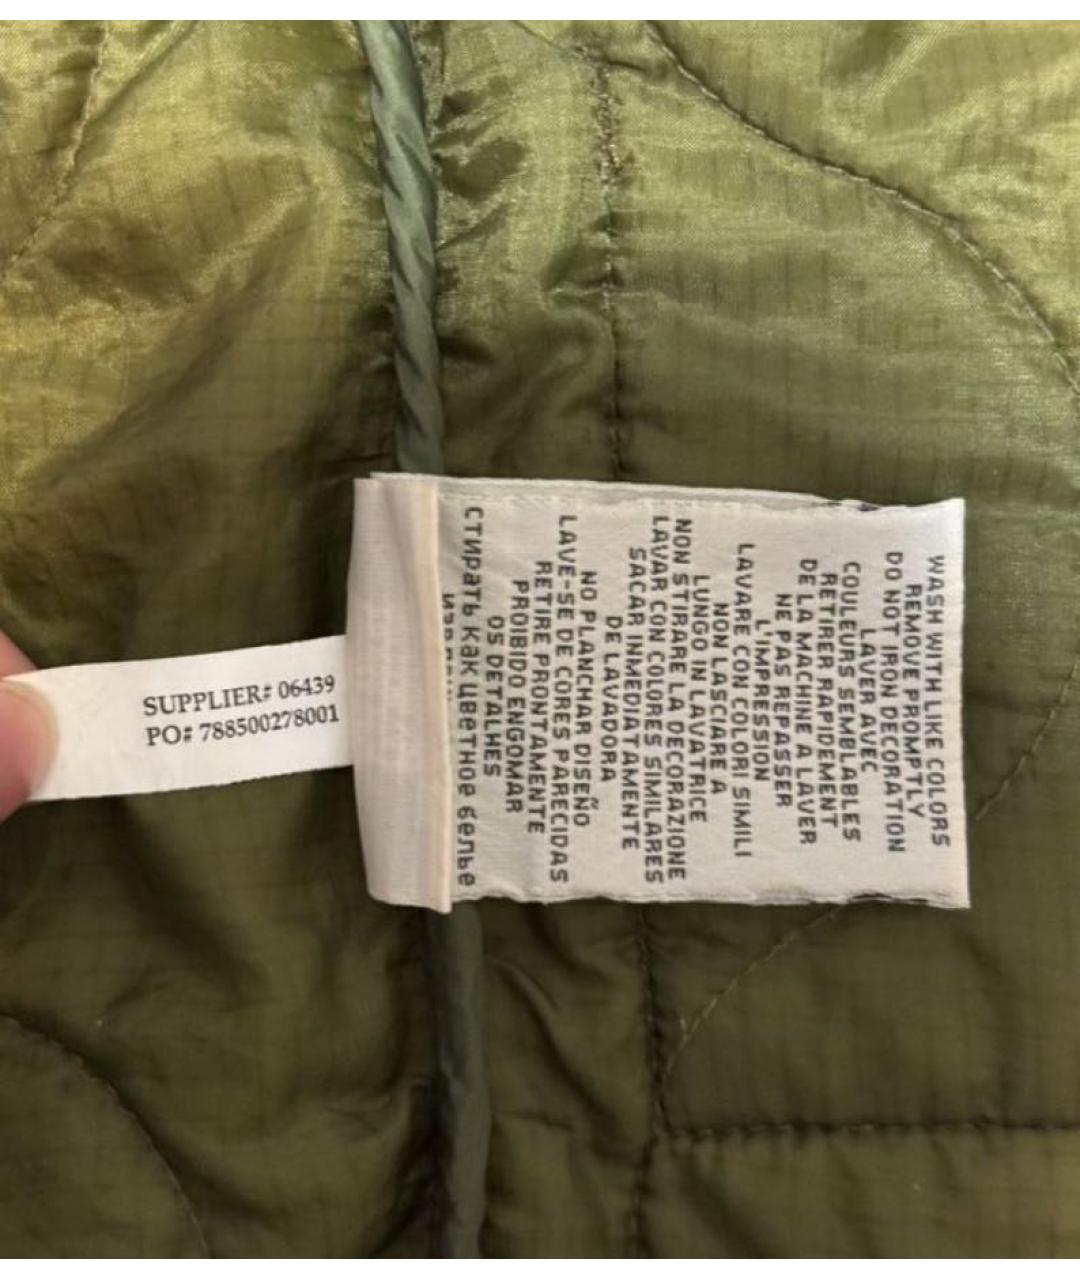 SUPPLIER# 06439
PO# 788500278001
WASH WITH LIKE COLORS
REMOVE PROMPTLY
DO NOT IRON DECORATION
LAVER AVEC
COULEURS SEMBLABLES
RETIRER RAPIDEMENT
DE LA MACHINE A LAVER
NE PAS REPASSER
L'IMPRESSION
LAVARE CON COLORI SIMILI
NON LASCIARE A
LUNGO IN LAVATRICE
NON STIRARE LA DECORAZIONE
LAVAR CON COLORES SIMILARES
SACAR INMEDIATAMENTE
DE LAVADORA
NO PLANCHAR DISEÑO
LAVE-SE DE CORES PARECIDAS
RETIRE PRONTAMENTE
PROIBIDO ENGOMAR
OS DETALHES
стирать как цветное белье